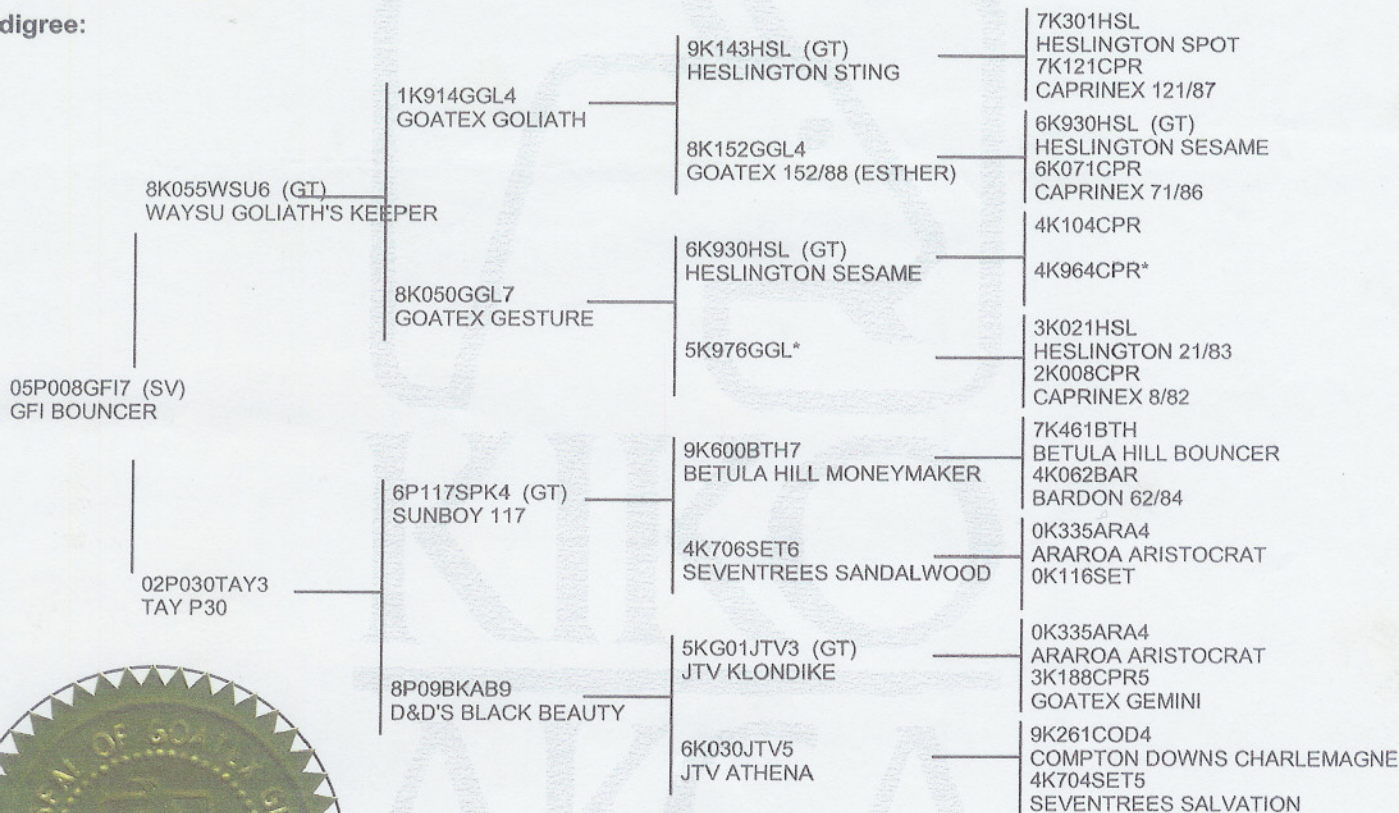 digree:
05P008GFI7 (SV)
GFI BOUNCER
8K055WSU6 (GT)
WAYSU GOLIATH'S KEEPER
02P030TAY3
TAY P30
1K914GGL4
GOATEX GOLIATH
8K050GGL7
GOATEX GESTURE
6P117SPK4 (GT)
SUNBOY 117
8P09BKAB9
D&D'S BLACK BEAUTY
9K143HSL (GT)
HESLINGTON STING
8K152GGL4
GOATEX 152/88 (ESTHER)
6K930HSL (GT)
HESLINGTON SESAME
5K976GGL*
9K600BTH7
BETULA HILL MONEYMAKER
4K706SET6
SEVENTREES SANDALWOOD
5KG01JTV3 (GT)
JTV KLONDIKE
6K030JTV5
JTV ATHENA
7K301HSL
HESLINGTON SPOT
7K121CPR
CAPRINEX 121/87
6K930HSL (GT)
HESLINGTON SESAME
6K071CPR
CAPRINEX 71/86
4K104CPR
4K964CPR*
3K021HSL
HESLINGTON 21/83
2K008CPR
CAPRINEX 8/82
7K461BTH
BETULA HILL BOUNCER
4K062BAR
BARDON 62/84
0K335ARA4
ARAROA ARISTOCRAT
0K116SET
0K335ARA4
ARAROA ARISTOCRAT
3K188CPR5
GOATEX GEMINI
9K261COD4
COMPTON DOWNS CHARLEMAGNE
4K704SET5
SEVENTREES SALVATION
KIKO
OF GOATEX